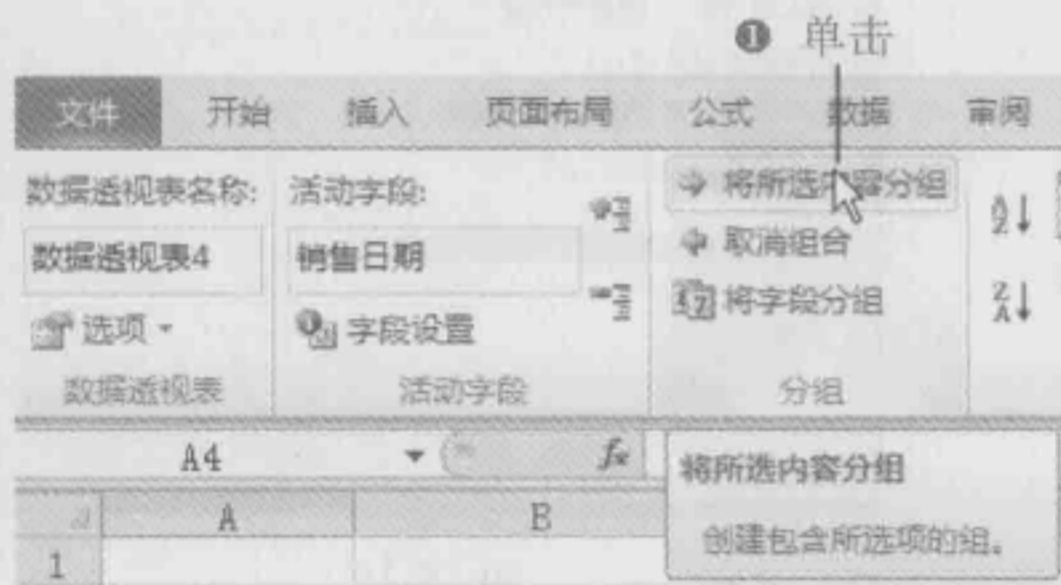 ❶ 单击
文件 开始 插入 页面布局 公式 数据 审阅
数据透视表名称: 活动字段: 将所选内容分组
数据透视表4 销售日期 取消组合
选项 字段设置 将字段分组
数据透视表 活动字段 分组
A4 fx
将所选内容分组
A B
创建包含所选项的组。
1